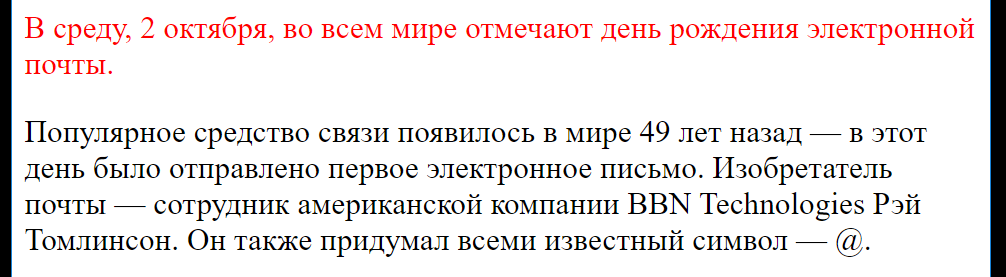 В среду, 2 октября, во всем мире отмечают день рождения электронной
почты.
Популярное средство связи появилось в мире 49 лет назад — в этот
день было отправлено первое электронное письмо. Изобретатель
почты — сотрудник американской компании BBN Technologies Рэй
Томлинсон. Он также придумал всеми известный символ — @.